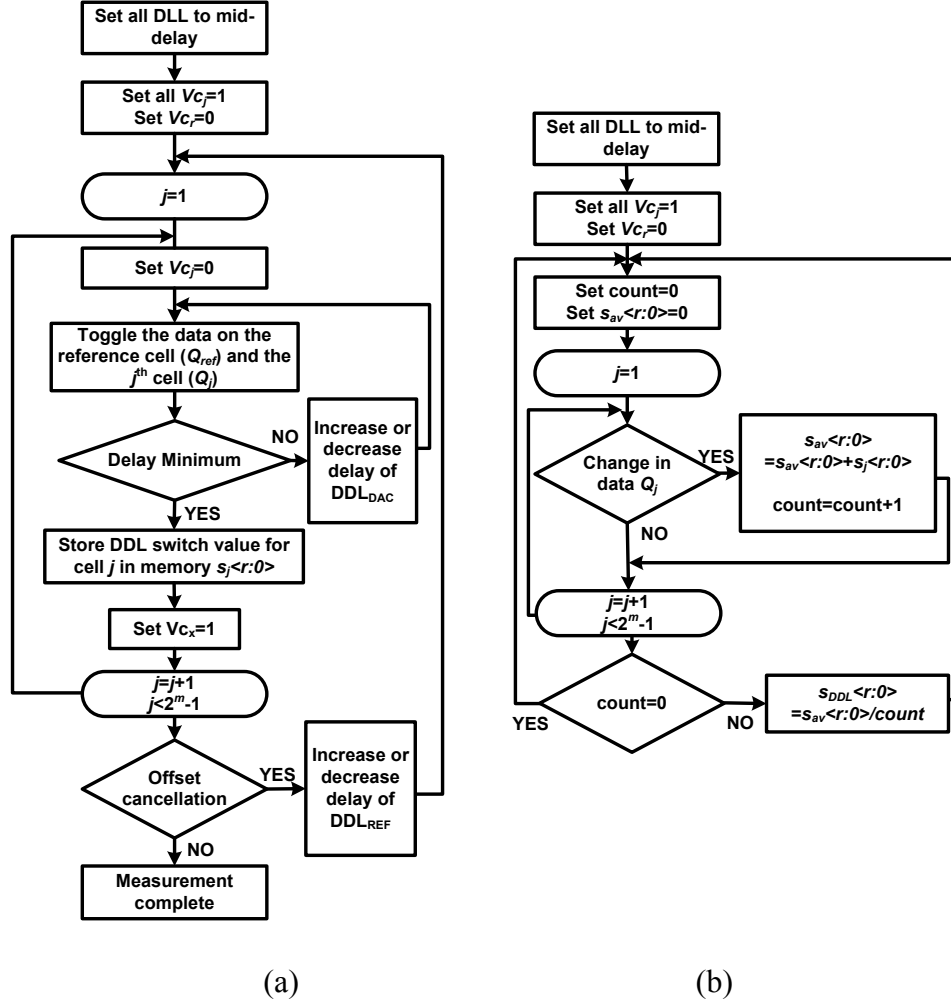 Set all DLL to mid-
delay
Set all Vcj=1
Set Vcr=0
j=1
Set Vcj=0
Toggle the data on the
reference cell (Qref) and the
jth cell (Qj)
Delay Minimum
NO
Increase or
decrease
delay of
DDLDAC
YES
Store DDL switch value for
cell j in memory sj<r:0>
Set Vcx=1
j=j+1
j<2m-1
Offset
cancellation
YES
Increase or
decrease
delay of
DDLREF
NO
Measurement
complete
(a)
Set all DLL to mid-
delay
Set all Vcj=1
Set Vcr=0
Set count=0
Set sav<r:0>=0
j=1
Change in
data Qj
YES
sav<r:0>
=sav<r:0>+sj<r:0>
count=count+1
NO
j=j+1
j<2m-1
count=0
YES
NO
sDDL<r:0>
=sav<r:0>/count
(b)